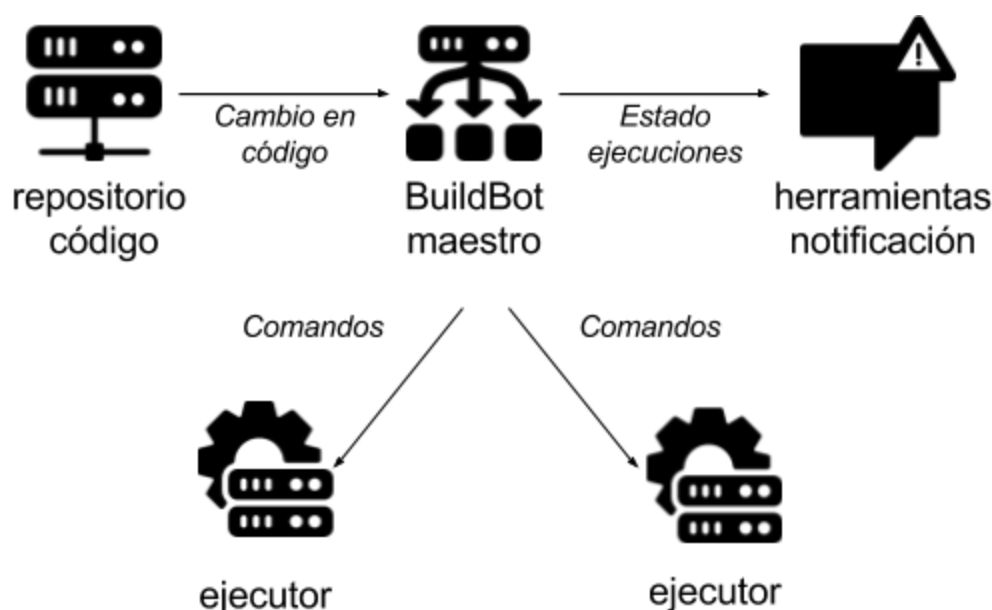 Cambio en
código
Estado
ejecuciones
repositorio
código
BuildBot
maestro
herramientas
notificación
Comandos
Comandos
ejecutor
ejecutor